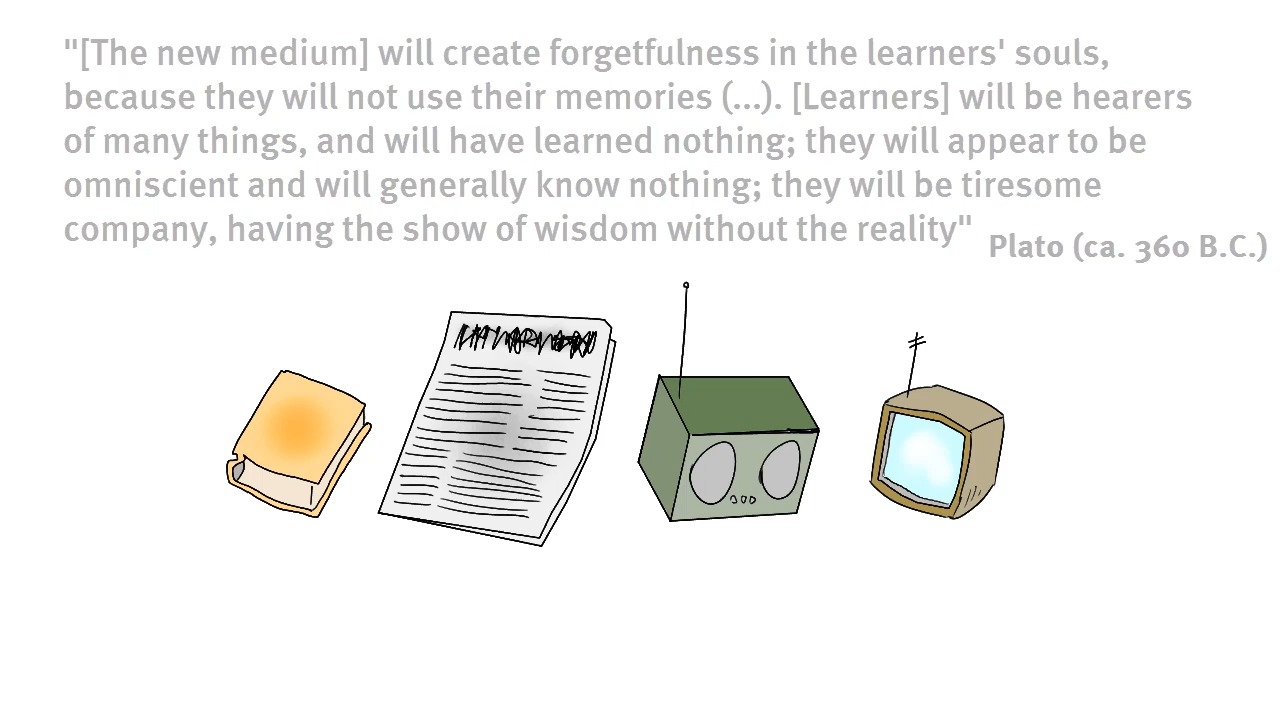 "[The new medium] will create forgetfulness in the learners' souls,
because they will not use their memories (...). [Learners] will be hearers
of many things, and will have learned nothing; they will appear to be
omniscient and will generally know nothing; they will be tiresome
company, having the show of wisdom without the reality"
Plato (ca. 360 B.C.)